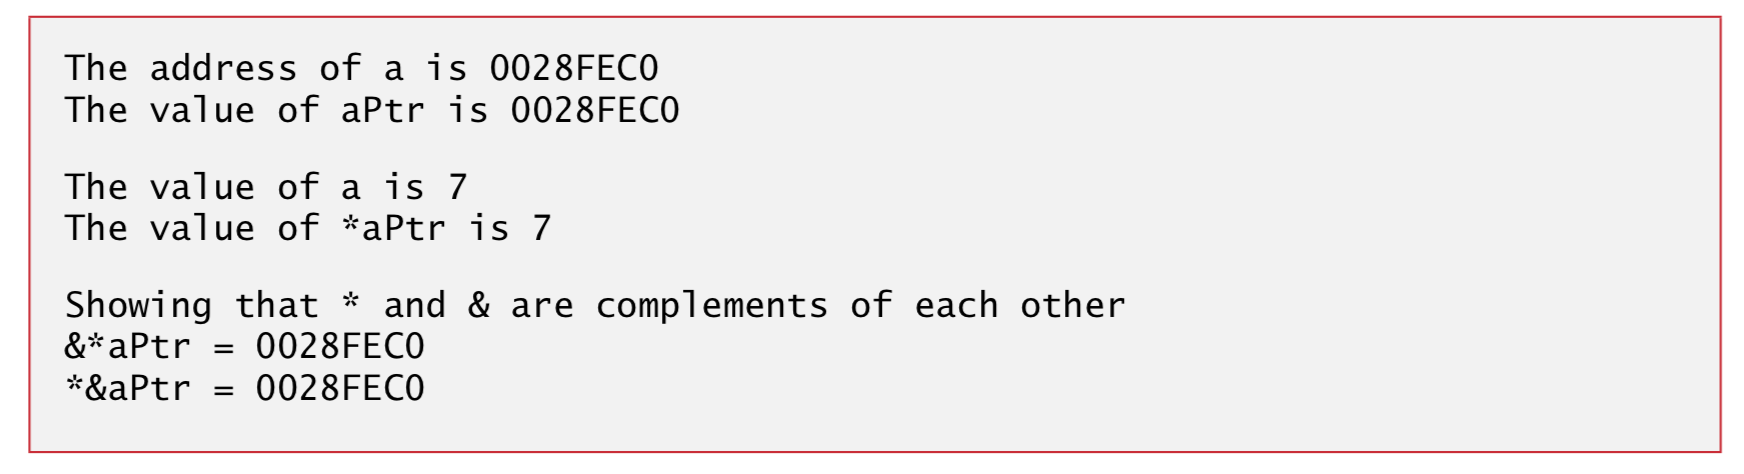 The address of a is 0028FEC0
The value of aPtr is 0028FEC0
The value of a is 7
The value of *aPtr is 7
Showing that * and & are complements of each other
&*aPtr = 0028FEC0
*&aPtr = 0028FEC0